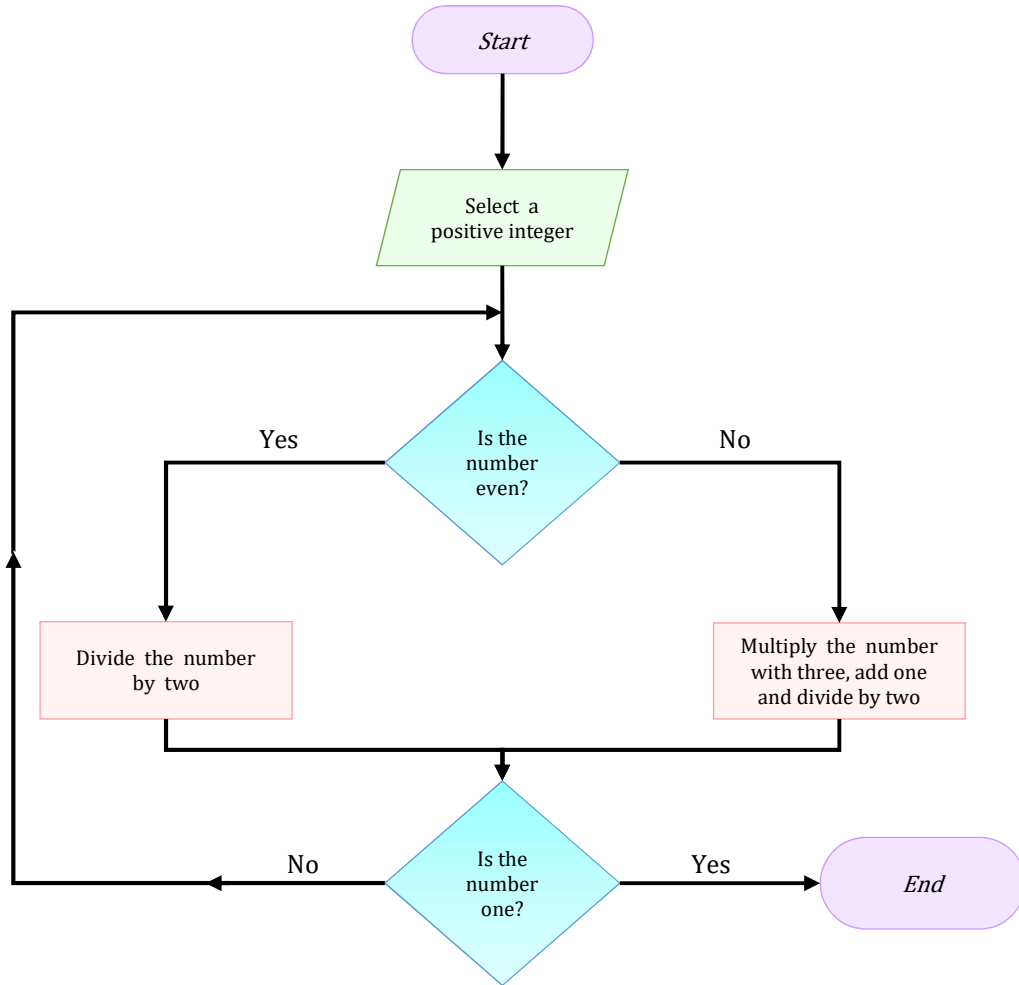 Start
Select a
positive integer
Is the
number
even?
Yes
No
Divide the number
by two
Multiply the number
with three, add one
and divide by two
Is the
number
one?
No
Yes
End